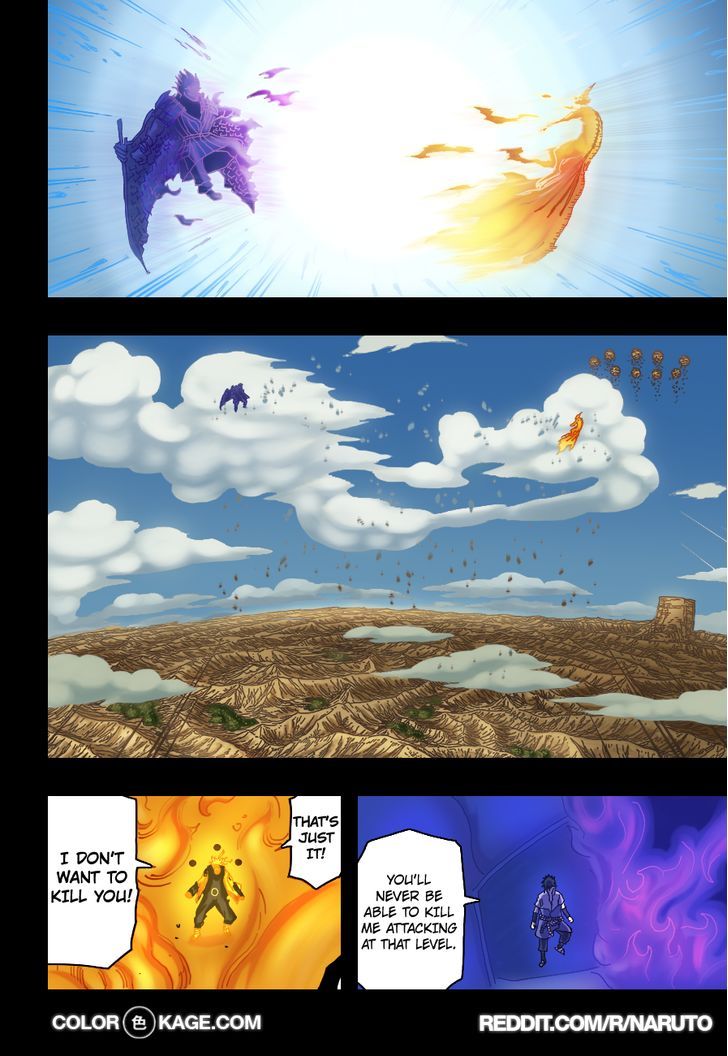 YOU'LL
NEVER BE
ABLE TO KILL
ME ATTACKING
AT THAT LEVEL.
THAT'S
JUST
IT!
I DON'T
WANT TO
KILL YOU!
COLOR 色 KAGE.COM
REDDIT.COM/R/NARUTO